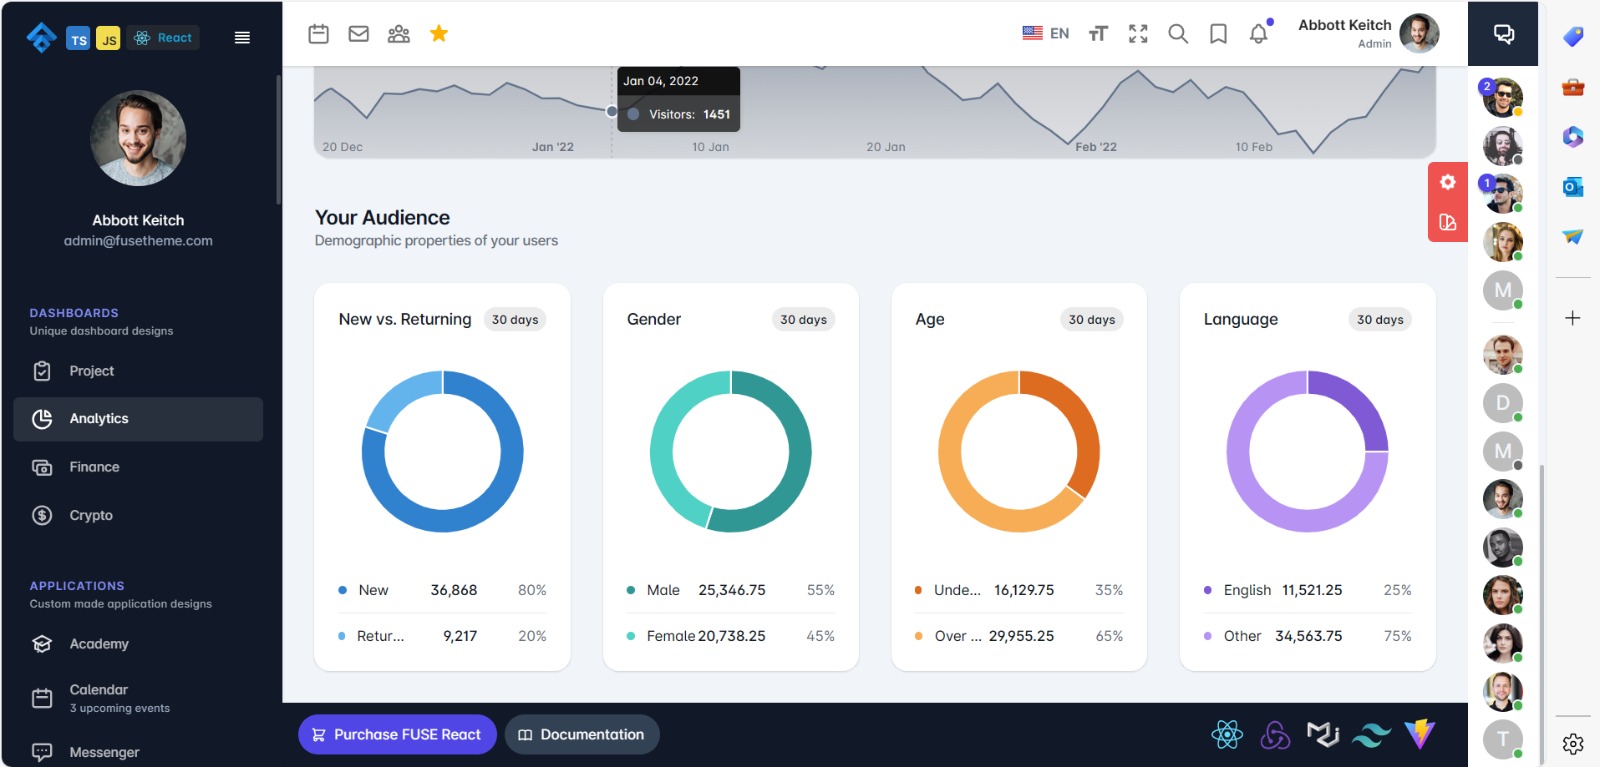 TS
JS
React
EN
Abbott Keitch
Admin
Abbott Keitch
admin@fusetheme.com
DASHBOARDS
Unique dashboard designs
Project
Analytics
Finance
Crypto
APPLICATIONS
Custom made application designs
Academy
Calendar
3 upcoming events
Messenger
Jan 04, 2022
Visitors: 1451
20 Dec
Jan '22
10 Jan
20 Jan
Feb '22
10 Feb
Your Audience
Demographic properties of your users
New vs. Returning
30 days
New 36,868 80%
Retur... 9,217 20%
Gender
30 days
Male 25,346.75 55%
Female 20,738.25 45%
Age
30 days
Unde... 16,129.75 35%
Over ... 29,955.25 65%
Language
30 days
English 11,521.25 25%
Other 34,563.75 75%
Purchase FUSE React
Documentation
2
1
M
D
M
T